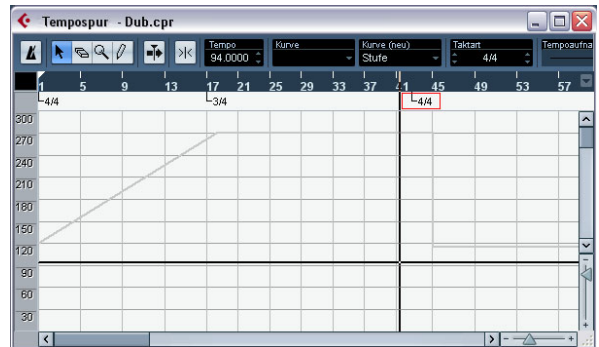 Tempospur - Dub.cpr
Tempo Kurve Kurve (neu) Taktart Tempoaufna
94.0000 Stufe 4/4
1 5 9 13 17 21 25 29 33 37 41 45 49 53 57
4/4 3/4 4/4
300
270
240
210
180
150
120
90
60
30